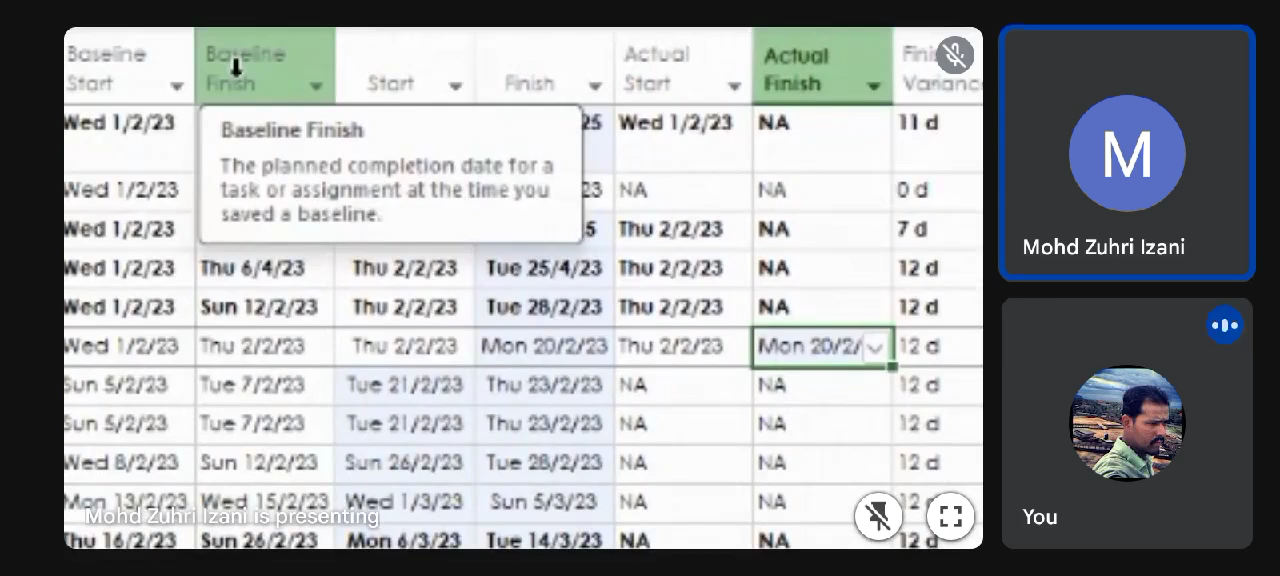 Baseline Start Baseline Finish Start Finish Actual Start Actual Finish
Wed 1/2/23 25 Wed 1/2/23 NA 11 d
Baseline Finish
The planned completion date for a
task or assignment at the time you
saved a baseline.
Wed 1/2/23 23 NA NA 0 d
Wed 1/2/23 5 Thu 2/2/23 NA 7 d
Wed 1/2/23 Thu 6/4/23 Thu 2/2/23 Tue 25/4/23 Thu 2/2/23 NA 12 d
Wed 1/2/23 Sun 12/2/23 Thu 2/2/23 Tue 28/2/23 Thu 2/2/23 NA 12 d
Wed 1/2/23 Thu 2/2/23 Thu 2/2/23 Mon 20/2/23 Thu 2/2/23 Mon 20/2/ 12 d
Sun 5/2/23 Tue 7/2/23 Tue 21/2/23 Thu 23/2/23 NA NA 12 d
Sun 5/2/23 Tue 7/2/23 Tue 21/2/23 Thu 23/2/23 NA NA 12 d
Wed 8/2/23 Sun 12/2/23 Sun 26/2/23 Tue 28/2/23 NA NA 12 d
Mon 13/2/23 Wed 15/2/23 Wed 1/3/23 Sun 5/3/23 NA NA 12
Mohd Zuhri Izani is presenting
Thu 16/2/23 Sun 26/2/23 Mon 6/3/23 Tue 14/3/23 NA NA 12 d
M
Mohd Zuhri Izani
You